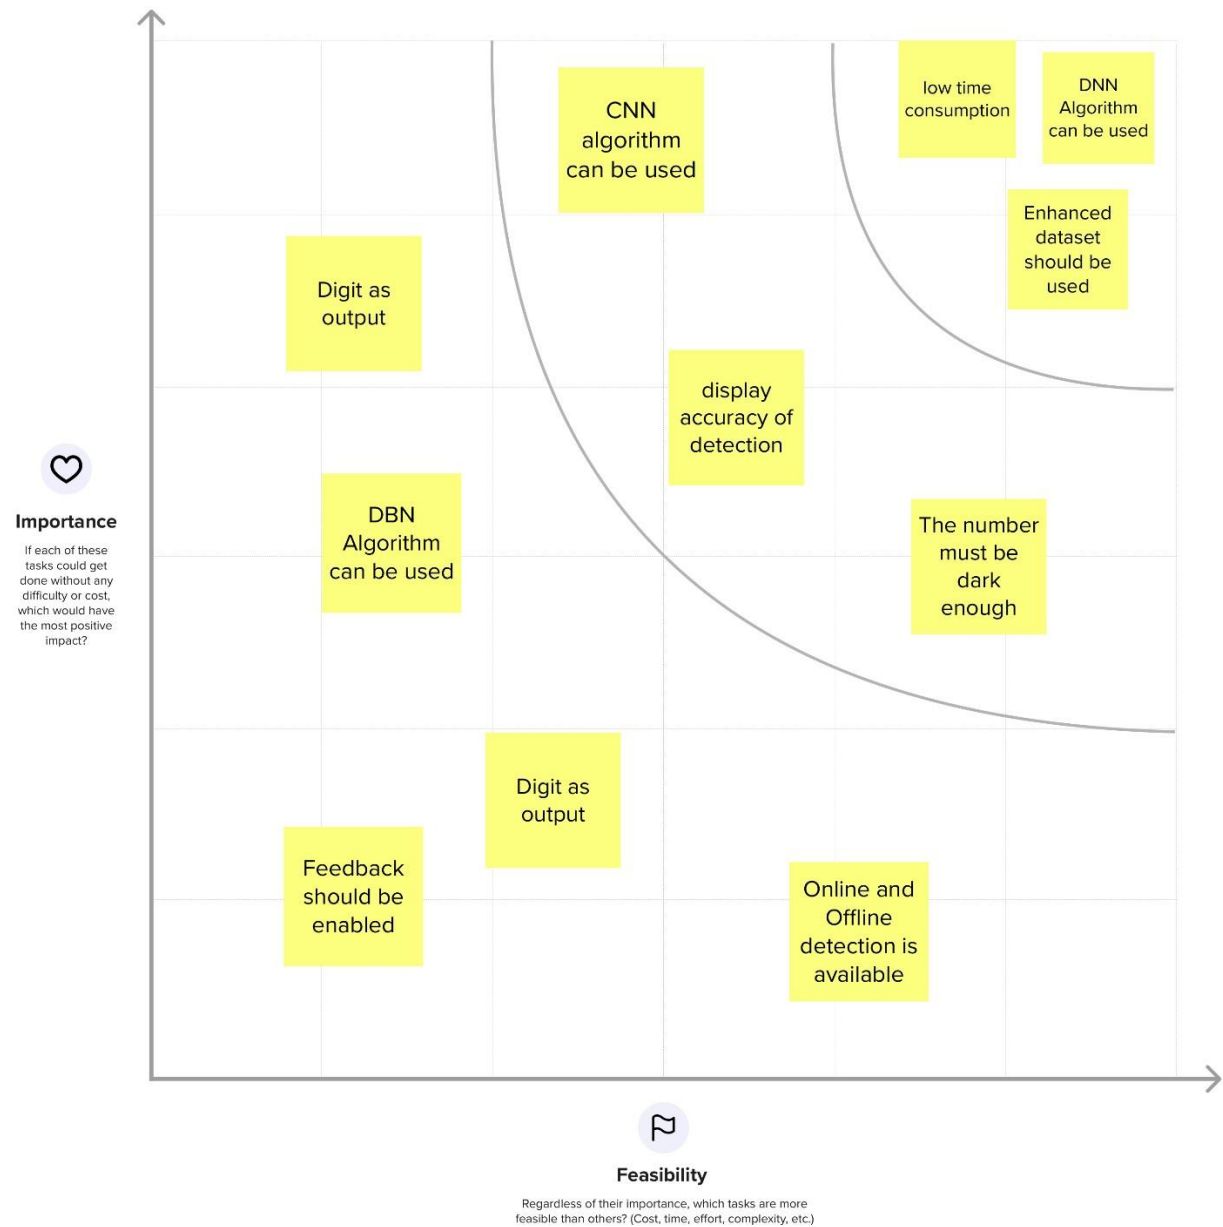 low time
consumption
DNN
Algorithm
can be used
CNN
algorithm
can be used
Enhanced
dataset
should be
used
Digit as
output
display
accuracy of
detection
DBN
Algorithm
can be used
The number
must be
dark
enough
Importance
If each of these
tasks could get
done without any
difficulty or cost,
which would have
the most positive
impact?
Digit as
output
Feedback
should be
enabled
Online and
Offline
detection is
available
Feasibility
Regardless of their importance, which tasks are more
feasible than others? (Cost, time, effort, complexity, etc.)